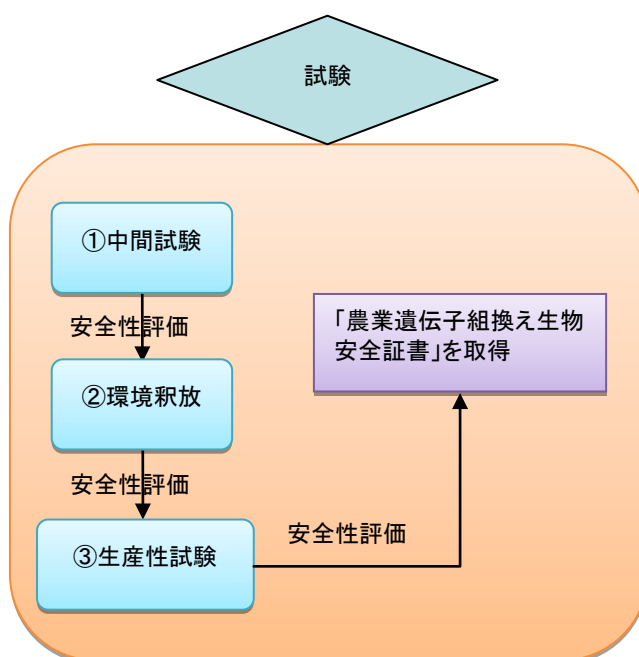 試験
①中間試験
安全性評価
②環境釈放
安全性評価
③生産性試験
安全性評価
「農業遺伝子組換え生物
安全証書」を取得